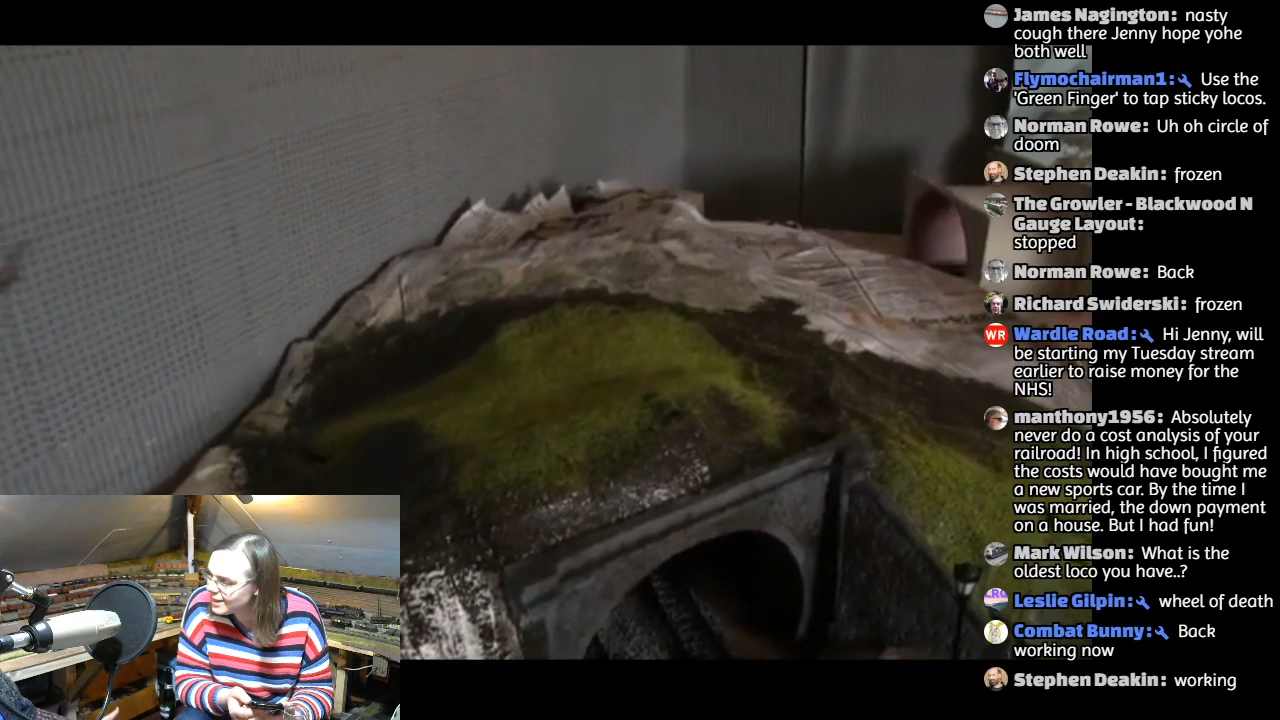 James Nagington: nasty
cough there Jenny hope yohe
both well
Flymochairman1: Use the
'Green Finger' to tap sticky locos.
Norman Rowe: Uh oh circle of
doom
Stephen Deakin: frozen
The Growler - Blackwood N
Gauge Layout:
stopped
Norman Rowe: Back
Richard Swiderski: frozen
WR
Wardle Road: Hi Jenny, will
be starting my Tuesday stream
earlier to raise money for the
NHS!
manthony1956: Absolutely
never do a cost analysis of your
railroad! In high school, I figured
the costs would have bought me
a new sports car. By the time I
was married, the down payment
on a house. But I had fun!
Mark Wilson: What is the
oldest loco you have..?
Leslie Gilpin: wheel of death
Combat Bunny: Back
working now
Stephen Deakin: working